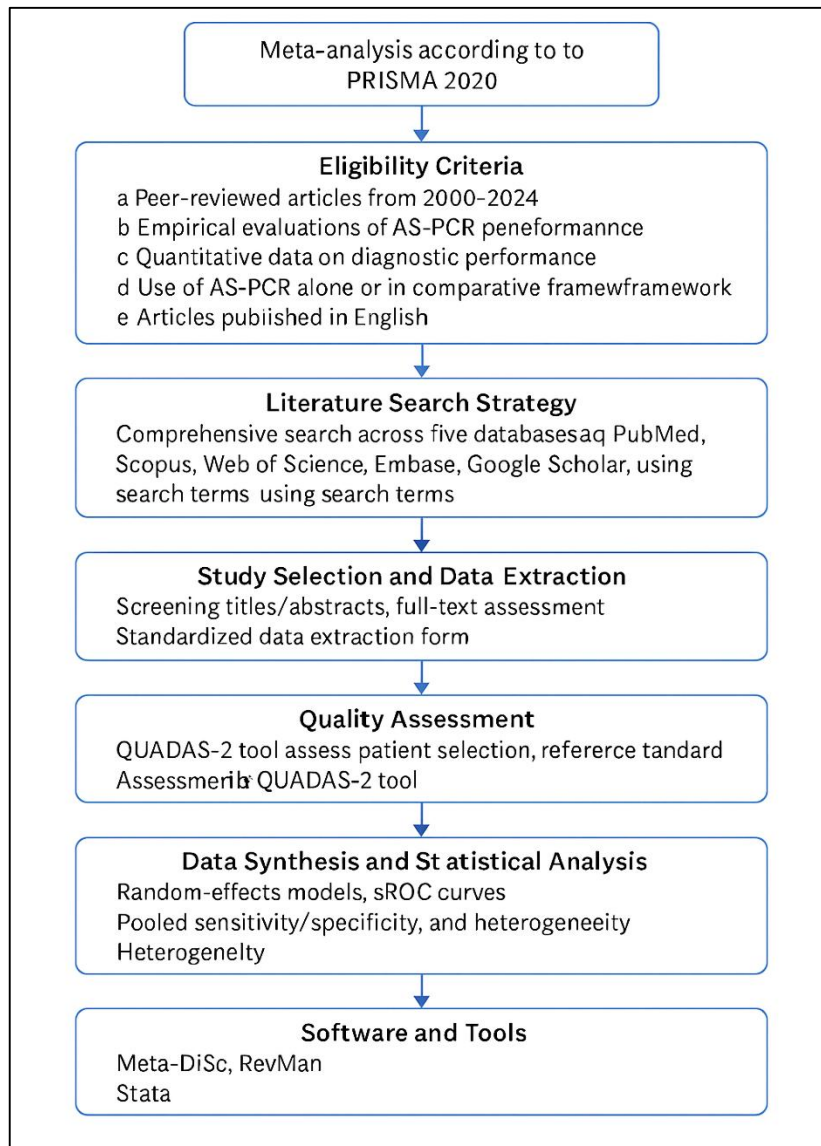 Meta-analysis according to to
PRISMA 2020
Eligibility Criteria
a Peer-reviewed articles from 2000–2024
b Empirical evaluations of AS-PCR peneformannce
c Quantitative data on diagnostic performance
d Use of AS-PCR alone or in comparative framewframework
e Articles published in English
Literature Search Strategy
Comprehensive search across five databasesaq PubMed,
Scopus, Web of Science, Embase, Google Scholar, using
search terms using search terms
Study Selection and Data Extraction
Screening titles/abstracts, full-text assessment
Standardized data extraction form
Quality Assessment
QUADAS-2 tool assess patient selection, reference tandard
QUADAS-2 tool
Data Synthesis and Statistical Analysis
Random-effects models, sROC curves
Pooled sensitivity/specificity, and heterogeneeity
Heterogenelty
Software and Tools
Meta-DiSc, RevMan
Stata